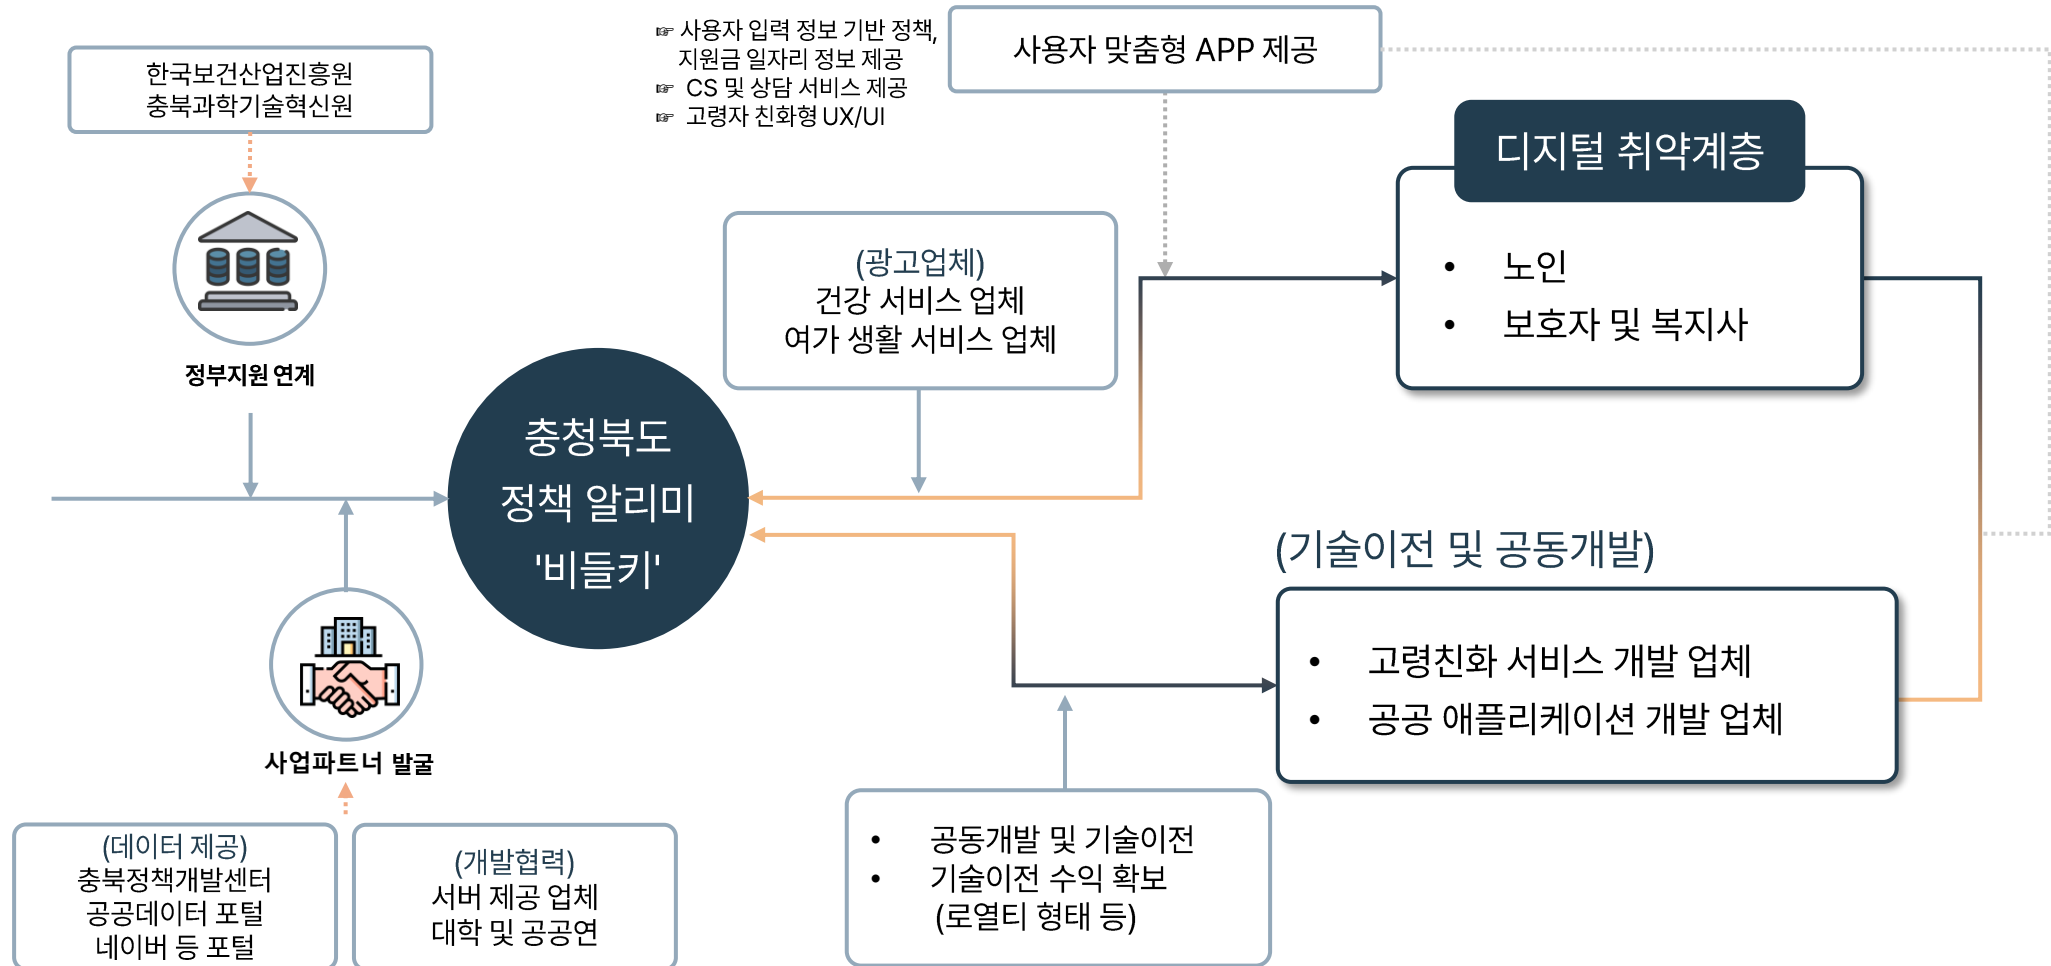 한국보건산업진흥원
충북과학기술혁신원
정부지원 연계
☞ 사용자 입력 정보 기반 정책,
지원금 일자리 정보 제공
☞ CS 및 상담 서비스 제공
☞ 고령자 친화형 UX/UI
사용자 맞춤형 APP 제공
디지털 취약계층
• 노인
• 보호자 및 복지사
(광고업체)
건강 서비스 업체
여가 생활 서비스 업체
충청북도
정책 알리미
'비들키'
(기술이전 및 공동개발)
• 고령친화 서비스 개발 업체
• 공공 애플리케이션 개발 업체
사업파트너 발굴
(데이터 제공)
충북정책개발센터
공공데이터 포털
네이버 등 포털
(개발협력)
서버 제공 업체
대학 및 공공연
• 공동개발 및 기술이전
• 기술이전 수익 확보
(로열티 형태 등)